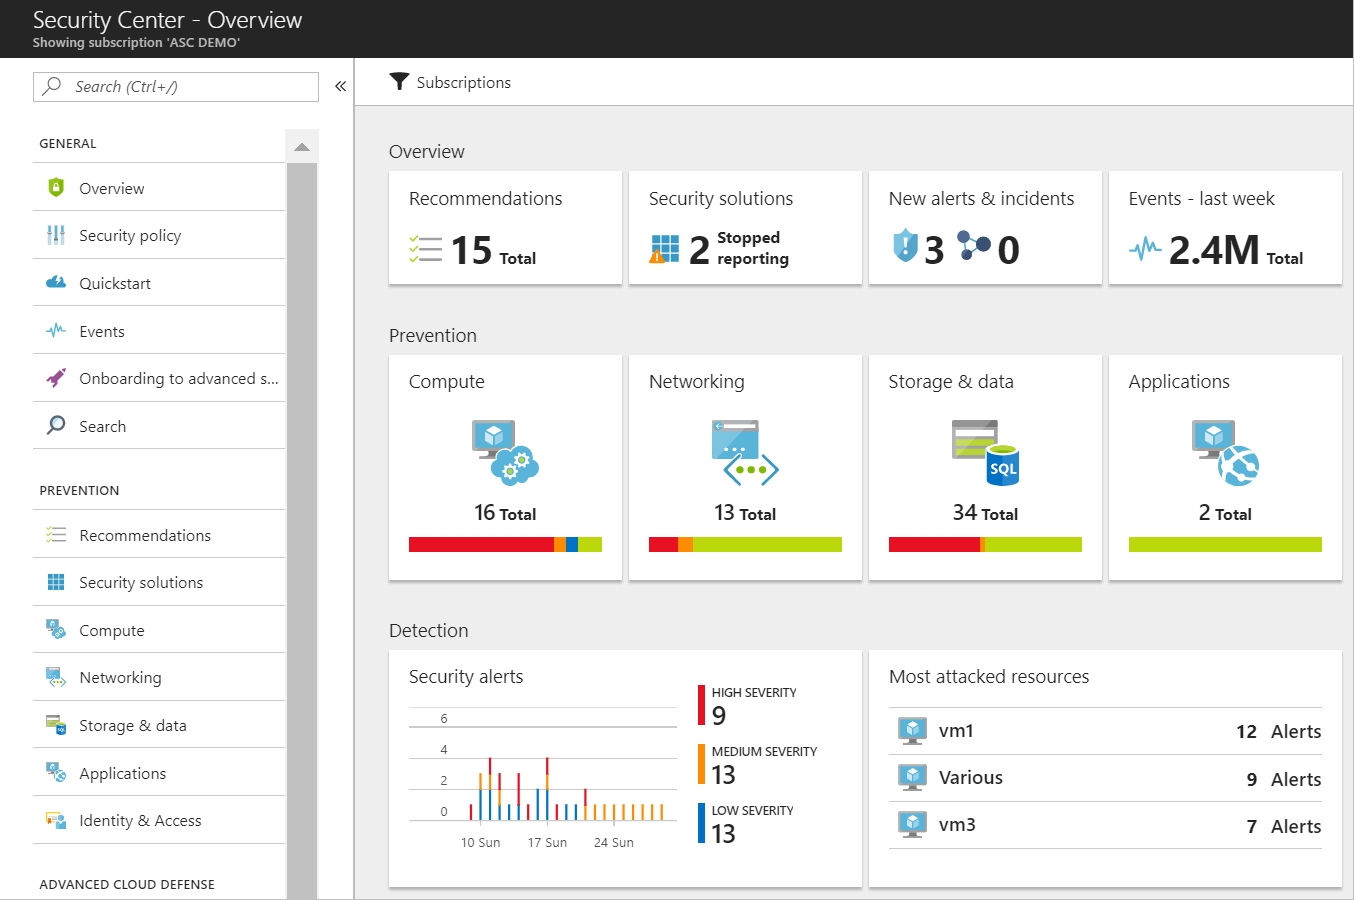 Security Center - Overview
Showing subscription 'ASC DEMO'
Search (Ctrl+/)
«
Subscriptions
GENERAL
Overview
Security policy
Quickstart
Events
Onboarding to advanced s...
Search
PREVENTION
Recommendations
Security solutions
Compute
Networking
Storage & data
Applications
Identity & Access
ADVANCED CLOUD DEFENSE
Overview
Recommendations
15 Total
Security solutions
2 Stopped
reporting
New alerts & incidents
3 0
Events - last week
2.4M Total
Prevention
Compute
16 Total
Networking
13 Total
Storage & data
SQL
34 Total
Applications
2 Total
Detection
Security alerts
6
4
2
0
10 Sun 17 Sun 24 Sun
HIGH SEVERITY
9
MEDIUM SEVERITY
13
LOW SEVERITY
13
Most attacked resources
vm1 12 Alerts
Various 9 Alerts
vm3 7 Alerts